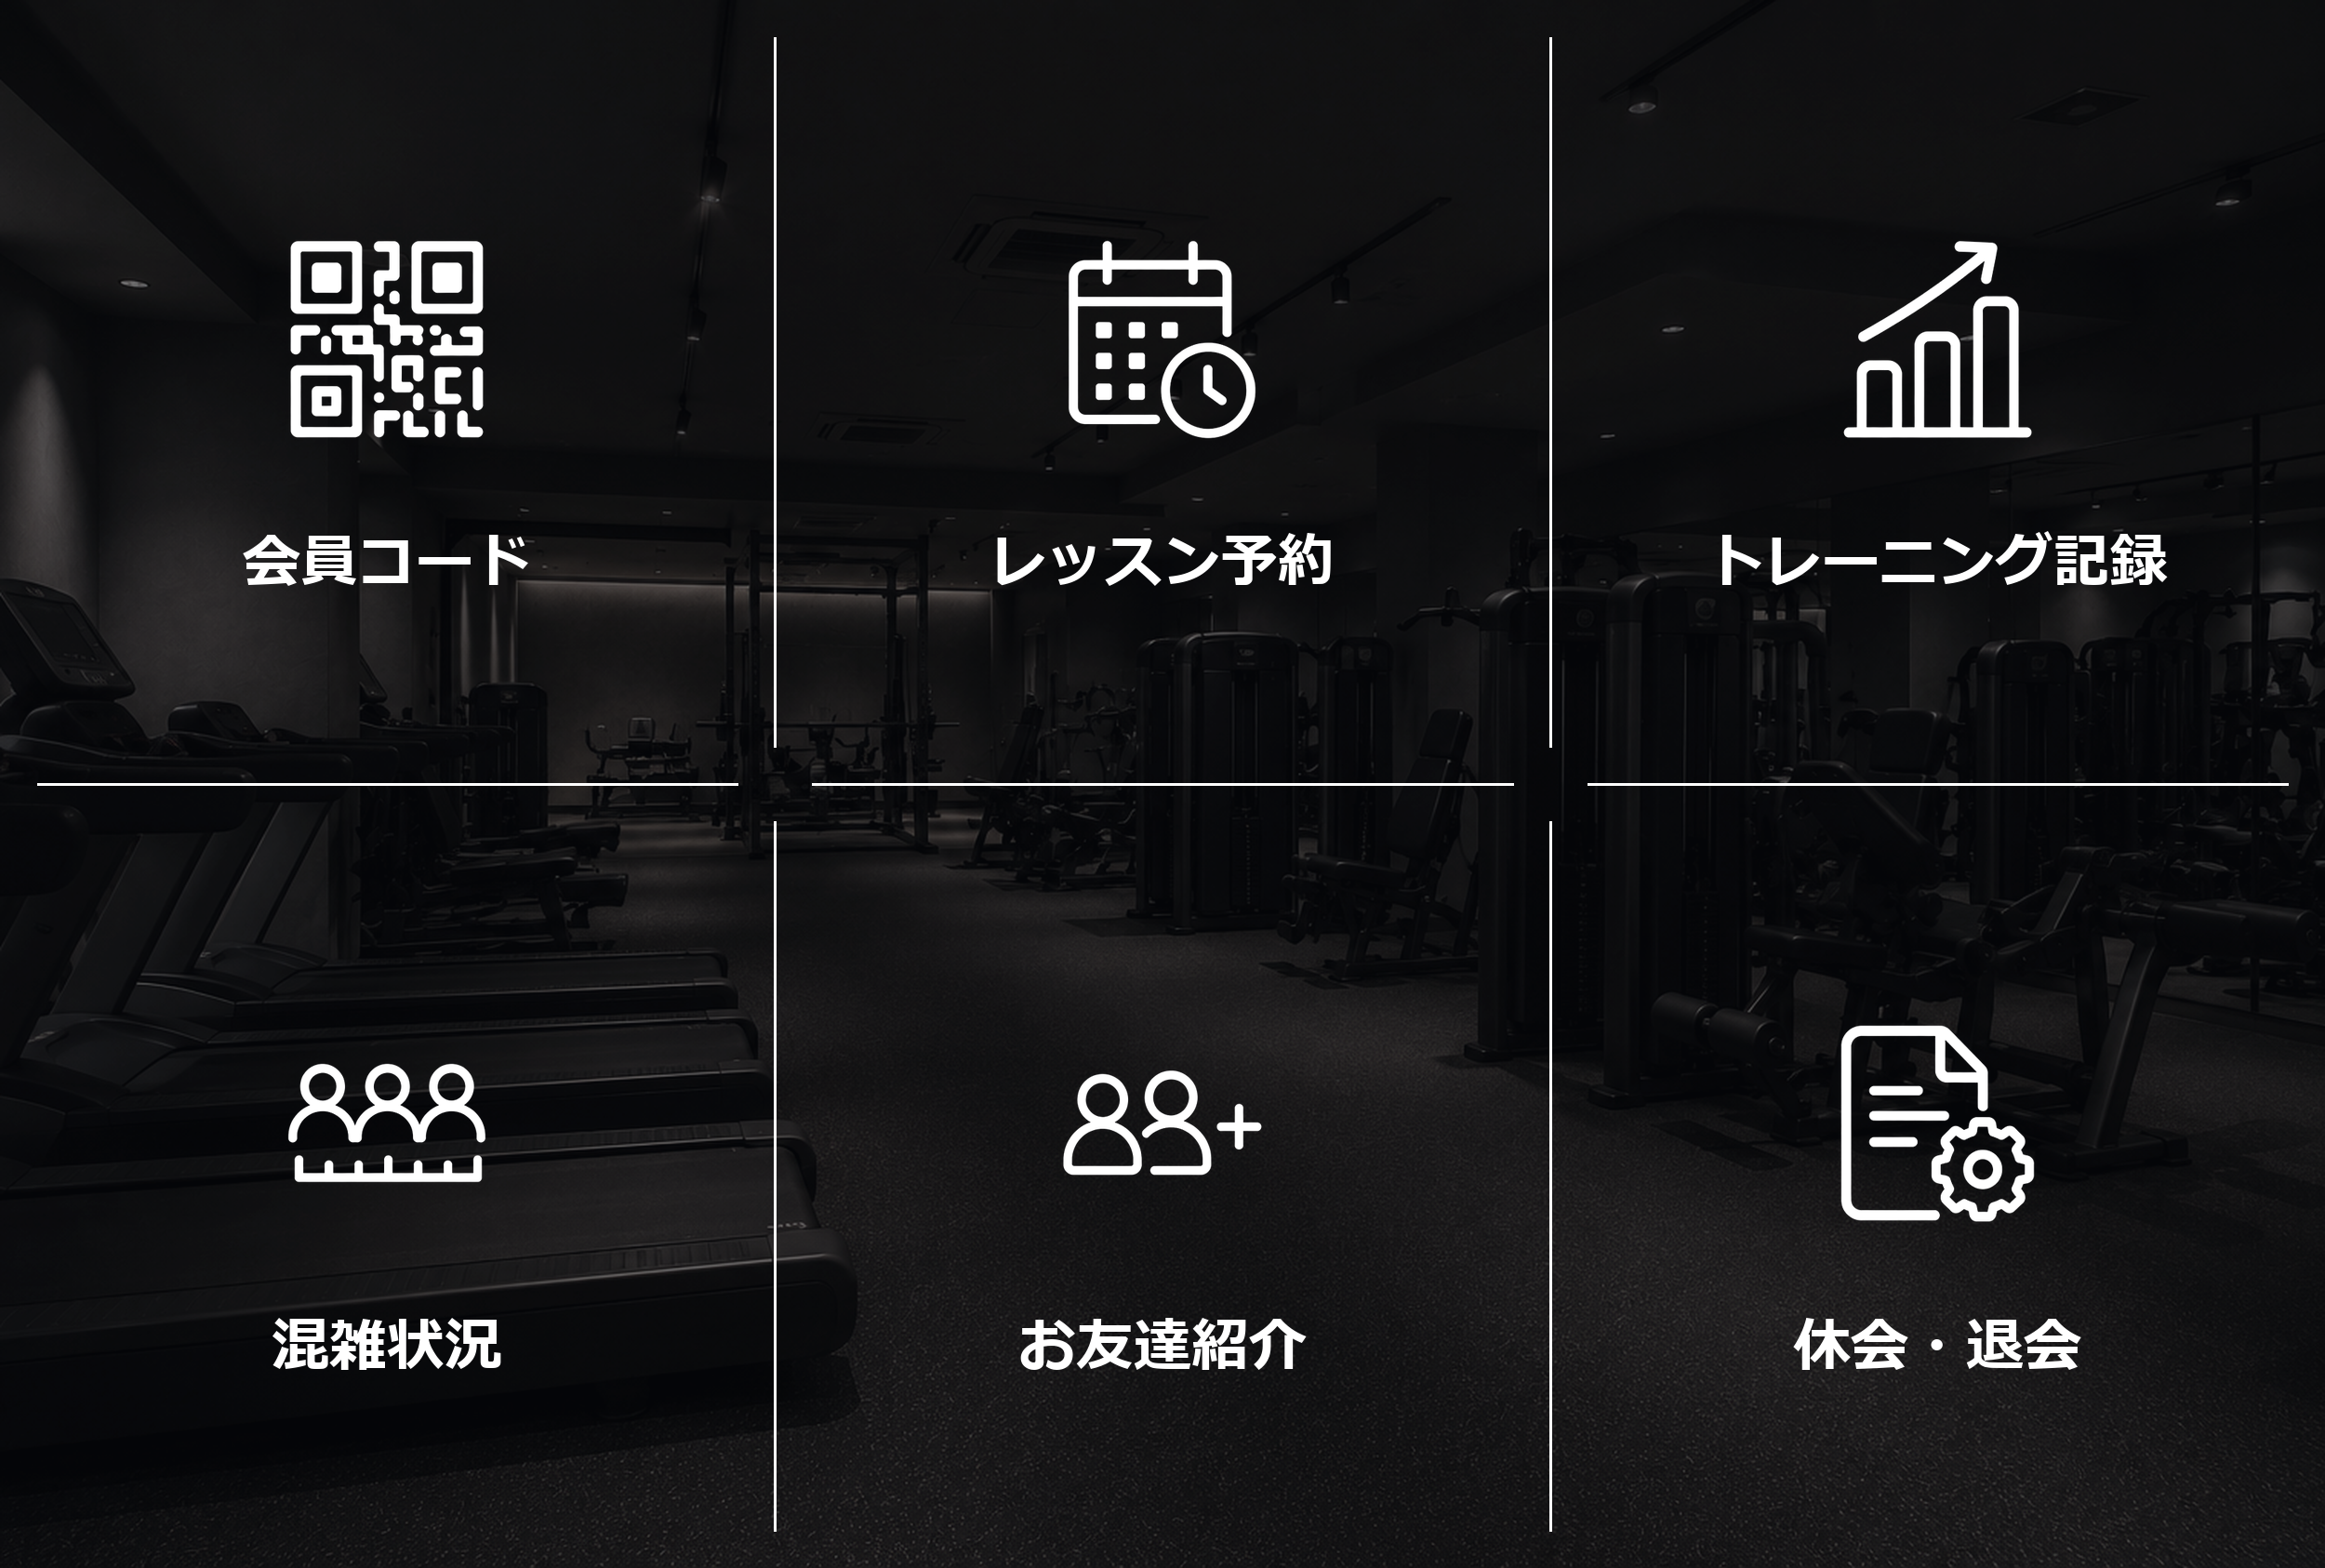 会員コード
レッスン予約
トレーニング記録
混雑状況
お友達紹介
休会・退会